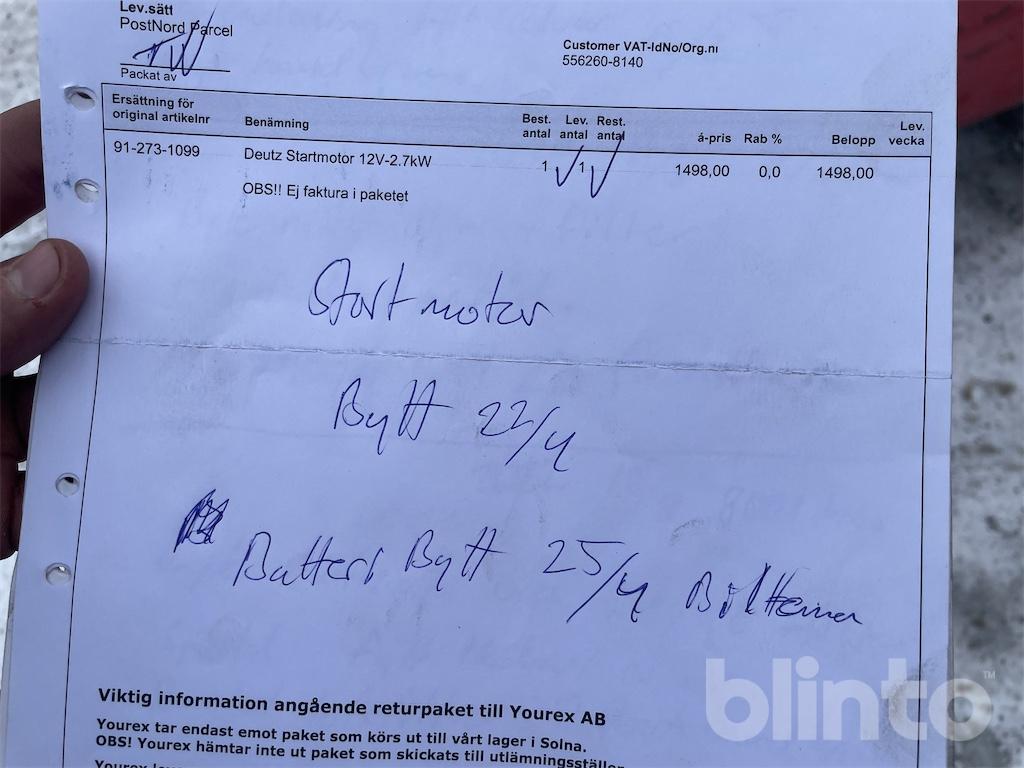 Lev.sätt
PostNord Parcel
TW
Packat av
Customer VAT-IdNo/Org.nr
556260-8140
Ersättning för original artikelnr Benämning Best. antal Lev. antal Rest. antal á-pris Rab % Belopp Lev. vecka
91-273-1099 Deutz Startmotor 12V-2.7kW 1 1 1498,00 0,0 1498,00
OBS!! Ej faktura i paketet
Startmotor
Bytt 22/4
Batteri Bytt 25/4 Biltema
Viktig information angående returpaket till Yourex AB
Yourex tar endast emot paket som körs ut till vårt lager i Solna.
OBS! Yourex hämtar inte ut paket som skickats till utlämningsställe
blinto™